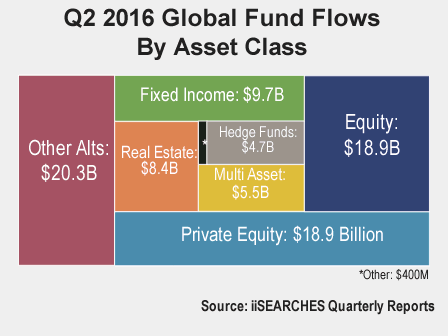 Q2 2016 Global Fund Flows
By Asset Class
Fixed Income: $9.7B
Other Alts:
$20.3B
Real Estate:
$8.4B
*
Hedge Funds:
$4.7B
Multi Asset:
$5.5B
Equity:
$18.9B
Private Equity: $18.9 Billion
*Other: $400M
Source: iiSEARCHES Quarterly Reports